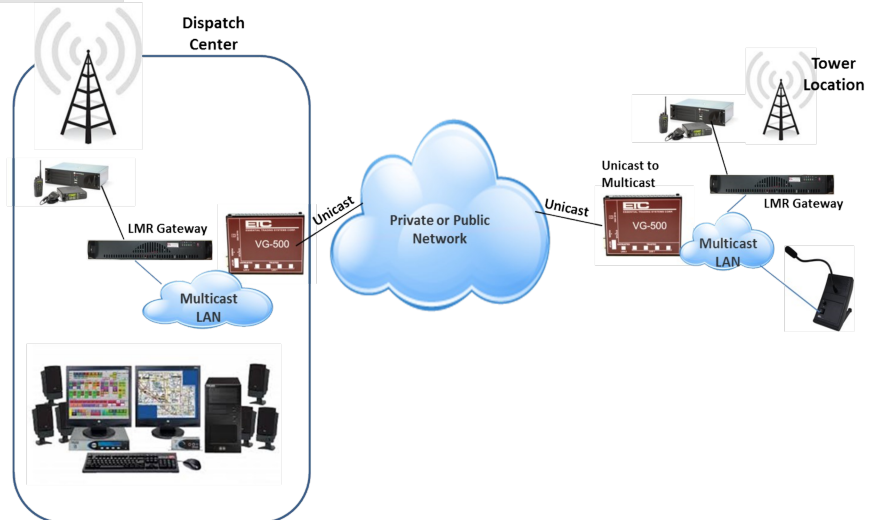 Dispatch
Center
LMR Gateway
Multicast
LAN
ETC
VG-500
Unicast
Private or Public
Network
Unicast
Unicast to
Multicast
ETC
VG-500
Tower
Location
LMR Gateway
Multicast
LAN